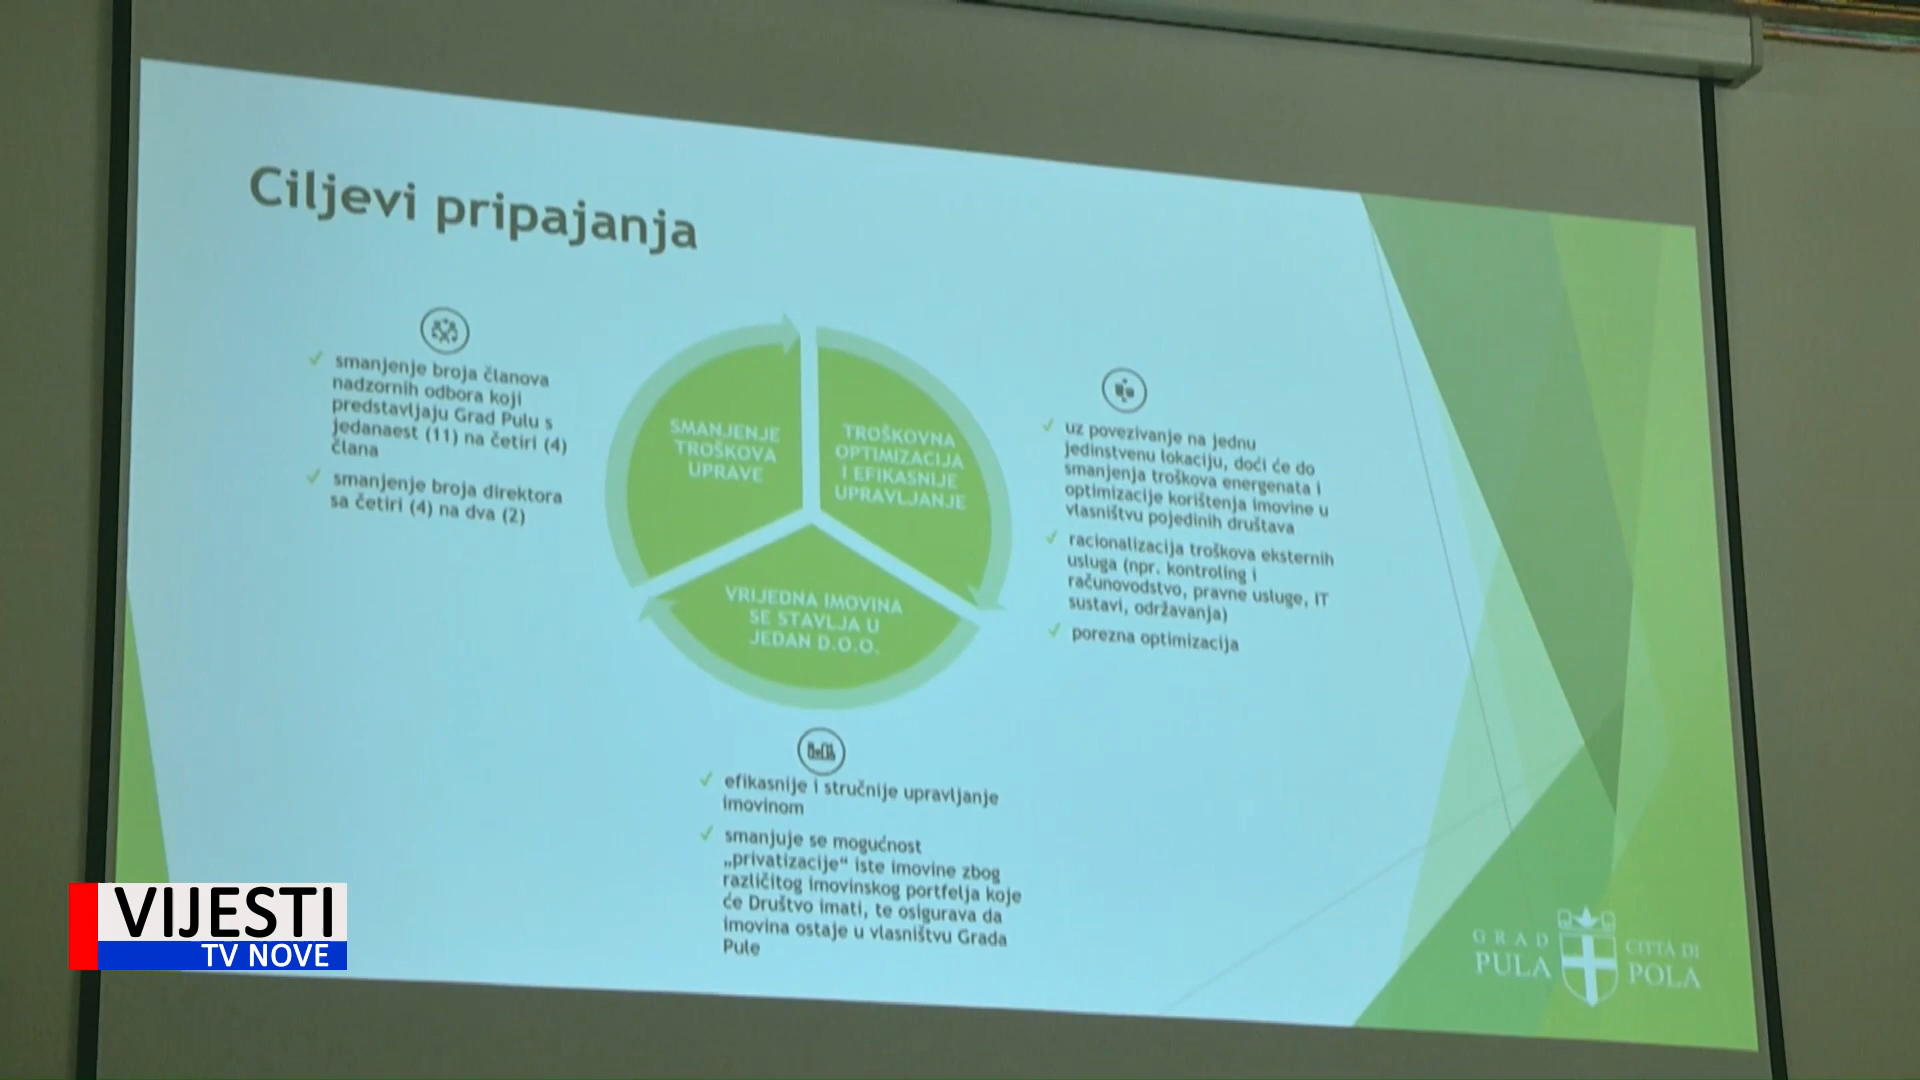 Ciljevi pripajanja
smanjenje broja članova
nadzornih odbora koji
predstavljaju Grad Pulu s
jedanaest (11) na četiri (4)
člana
smanjenje broja direktora
sa četiri (4) na dva (2)
SMANJENJE
TROŠKOVA
UPRAVE
TROŠKOVNA
OPTIMIZACIJA
I EFIKASNIJE
UPRAVLJANJE
VRIJEDNA IMOVINA
SE STAVLJA U
JEDAN D.O.O.
uz povezivanje na jednu
jedinstvenu lokaciju, doći će do
smanjenja troškova energenata i
optimizacije korištenja imovine u
vlasništvu pojedinih društava
racionalizacija troškova eksternih
usluga (npr. kontroling i
računovodstvo, pravne usluge, IT
sustavi, održavanja)
porezna optimizacija
efikasnije i stručnije upravljanje
imovinom
smanjuje se mogućnost
„privatizacije“ iste imovine zbog
različitog imovinskog portfelja koje
će Društvo imati, te osigurava da
imovina ostaje u vlasništvu Grada
Pule
VIJESTI
TV NOVE
GRAD
PULA
CITTÀ DI
POLA